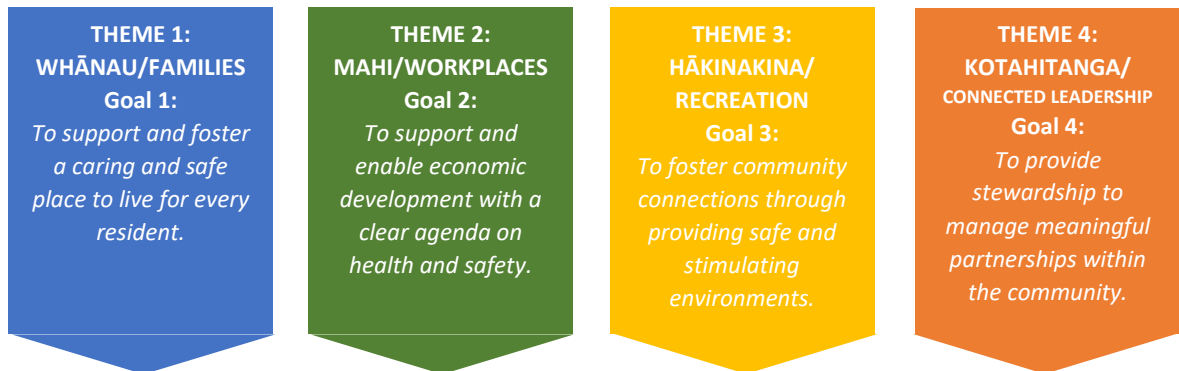 THEME 1:
WHĀNAU/FAMILIES
Goal 1:
To support and foster
a caring and safe
place to live for every
resident.
THEME 2:
MAHI/WORKPLACES
Goal 2:
To support and
enable economic
development with a
clear agenda on
health and safety.
THEME 3:
HĀKINAKINA/
RECREATION
Goal 3:
To foster community
connections through
providing safe and
stimulating
environments.
THEME 4:
KOTAHITANGA/
CONNECTED LEADERSHIP
Goal 4:
To provide
stewardship to
manage meaningful
partnerships within
the community.